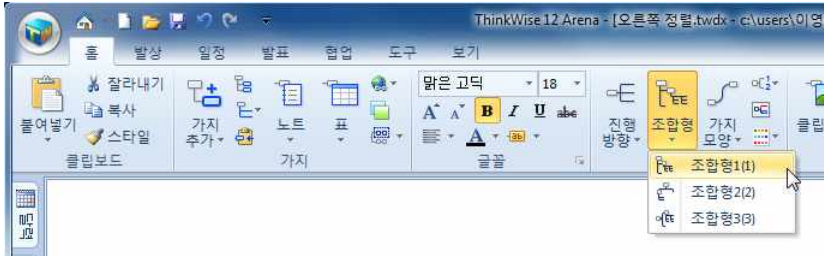 ThinkWise 12 Arena - [오른쪽 정렬.twdx - c:\users\이영
홈 발상 일정 발표 협업 도구 보기
붙여넣기
잘라내기
복사
스타일
클립보드
가지 추가
노트
표
가지
맑은 고딕 18
A A B I U abc
A 래
글꼴
진행 방향
조합형
가지 모양
클립
조합형1(1)
조합형2(2)
조합형3(3)